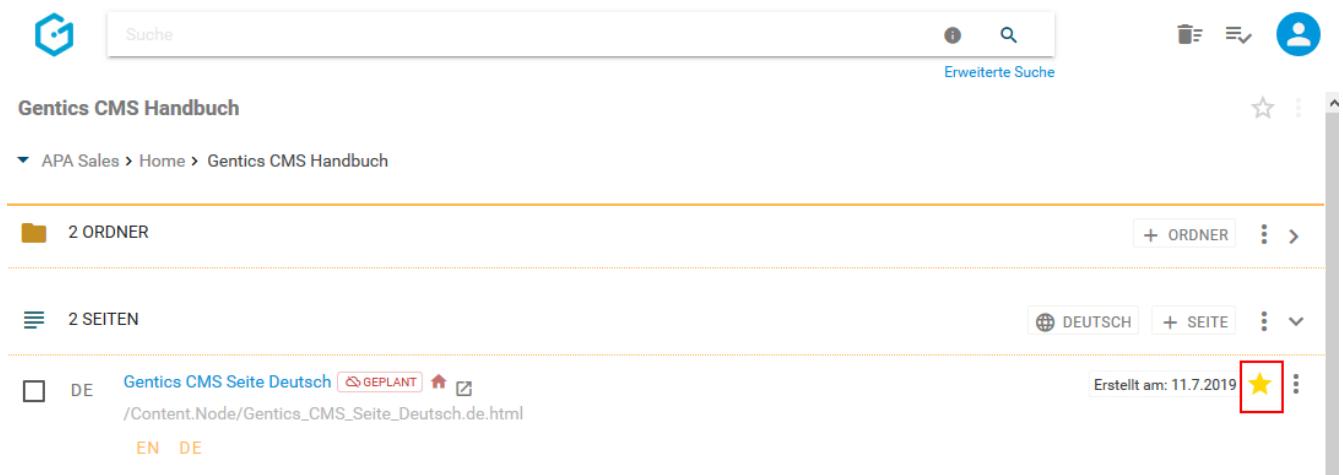 Suche
Erweiterte Suche
Gentics CMS Handbuch
APA Sales > Home > Gentics CMS Handbuch
2 ORDNER
+ ORDNER
2 SEITEN
DEUTSCH
+ SEITE
DE
Gentics CMS Seite Deutsch
GEPLANT
Erstellt am: 11.7.2019
/Content.Node/Gentics_CMS_Seite_Deutsch.de.html
EN DE